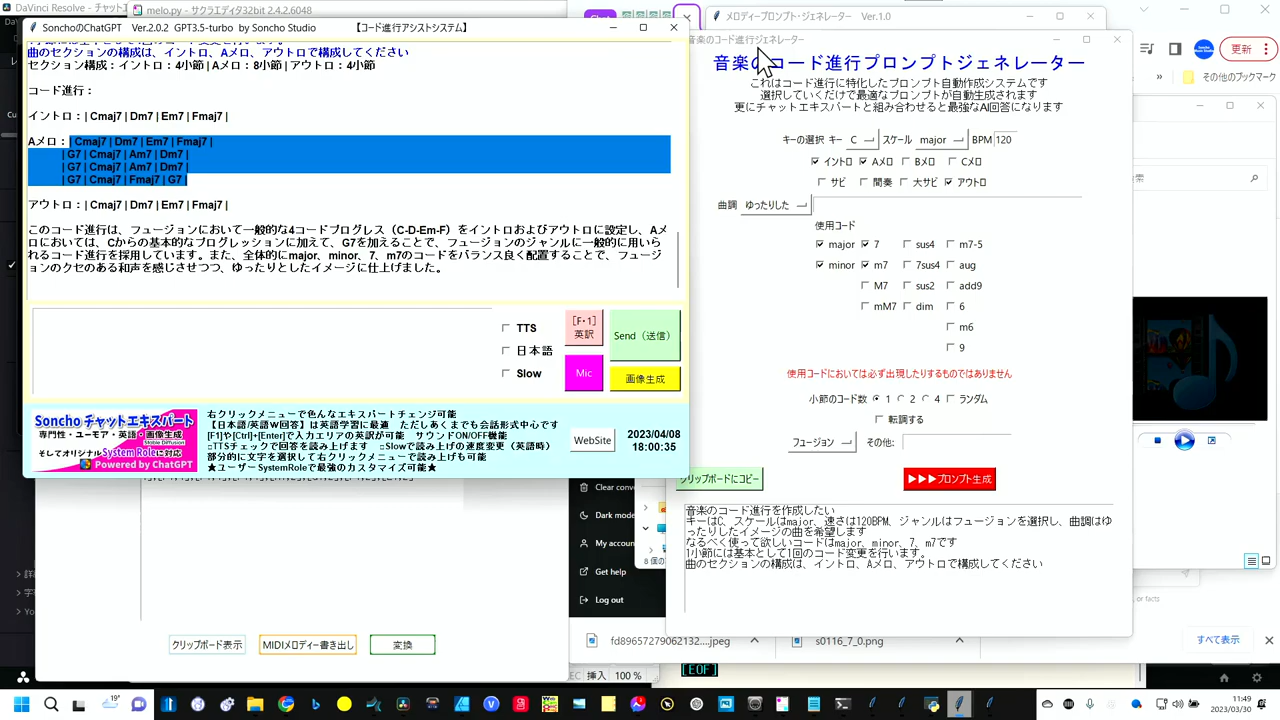 DaVinci Resolve - チャットエ
melo.py - サクラエディタ32bit 2.4.2.6048
メロディープロンプト・ジェネレーター Ver.1.0
SonchoのChatGPT Ver.2.0.2 GPT3.5-turbo by Soncho Studio 【コード進行アシストシステム】
曲のセクションの構成は、イントロ、Aメロ、アウトロで構成してください
セクション構成：イントロ：4小節 | Aメロ：8小節 | アウトロ：4小節
コード進行：
イントロ：| Cmaj7 | Dm7 | Em7 | Fmaj7 |
Aメロ：| Cmaj7 | Dm7 | Em7 | Fmaj7 |
| G7 | Cmaj7 | Am7 | Dm7 |
| G7 | Cmaj7 | Am7 | Dm7 |
| G7 | Cmaj7 | Fmaj7 | G7 |
アウトロ：| Cmaj7 | Dm7 | Em7 | Fmaj7 |
このコード進行は、フュージョンにおいて一般的な4コードプログレス（C-D-Em-F）をイントロおよびアウトロに設定し、Aメ
ロにおいては、Cからの基本的なプログレッションに加えて、G7を加えることで、フュージョンのジャンルに一般的に用いら
れるコード進行を採用しています。また、全体的にmajor、minor、7、m7のコードをバランス良く配置することで、フュージ
ョンのクセのある和声を感じさせつつ、ゆったりとしたイメージに仕上げました。
TTS
日本語
Slow
[F・1]
英訳
Send（送信）
Mic
画像生成
Soncho チャットエキスパート
専門性・ユーモア・英語・画像生成
Stable Diffusion
そしてオリジナルSystem Roleに対応
Powered by ChatGPT
右クリックメニューで色んなエキスパートチェンジ可能
【日本語/英語W回答】は英語学習に最適 ただしあくまでも会話形式中心です
[F1]や[Ctrl]+[Enter]で入力エリアの英訳が可能 サウンドON/OFF機能
□TTSチェックで回答を読み上げます □Slowで読み上げの速度変更（英語時）
部分的に文字を選択して右クリックメニューで読み上げも可能
★ユーザーSystemRoleで最強のカスタマイズ可能★
WebSite
2023/04/08
18:00:35
音楽のコード進行ジェネレーター
音楽のコード進行プロンプトジェネレーター
これはコード進行に特化したプロンプト自動作成システムです
選択していくだけで最適なプロンプトが自動生成されます
更にチャットエキスパートと組み合わせると最強なAI回答になります
キーの選択 キー C スケール major BPM 120
イントロ Aメロ Bメロ Cメロ
サビ 間奏 大サビ アウトロ
曲調 ゆったりした
使用コード
major 7 sus4 m7-5
minor m7 7sus4 aug
M7 sus2 add9
mM7 dim 6
m6
9
使用コードにおいては必ず出現したりするものではありません
小節のコード数 1 2 4 ランダム
転調する
フュージョン その他:
クリップボードにコピー
▶▶▶プロンプト生成
音楽のコード進行を作成したい
キーはC、スケールはmajor、速さは120BPM、ジャンルはフュージョンを選択し、曲調はゆ
ったりしたイメージの曲を希望します
なるべく使って欲しいコードはmajor、minor、7、m7です
1小節には基本として1回のコード変更を行います。
曲のセクションの構成は、イントロ、Aメロ、アウトロで構成してください
更新
その他のブックマーク
Clear conv
Dark mode
My accoun
Get help
Log out
8 個の
クリップボード表示
MIDIメロディー書き出し
変換
fd89657279062132....jpeg
s0116_7_0.png
すべて表示
挿入 100 %
[EOF]
19°
11:49
2023/03/30